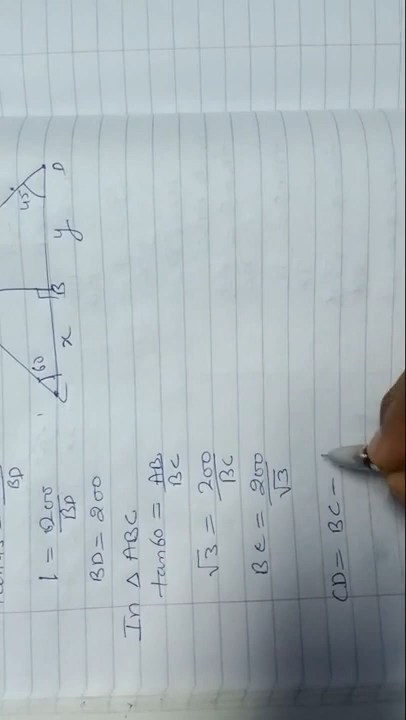 60
45
C x B y D
BD
1 = 200/BD
BD = 200
In △ ABC
tan60 = AB/BC
√3 = 200/BC
BC = 200/√3
CD = BC -